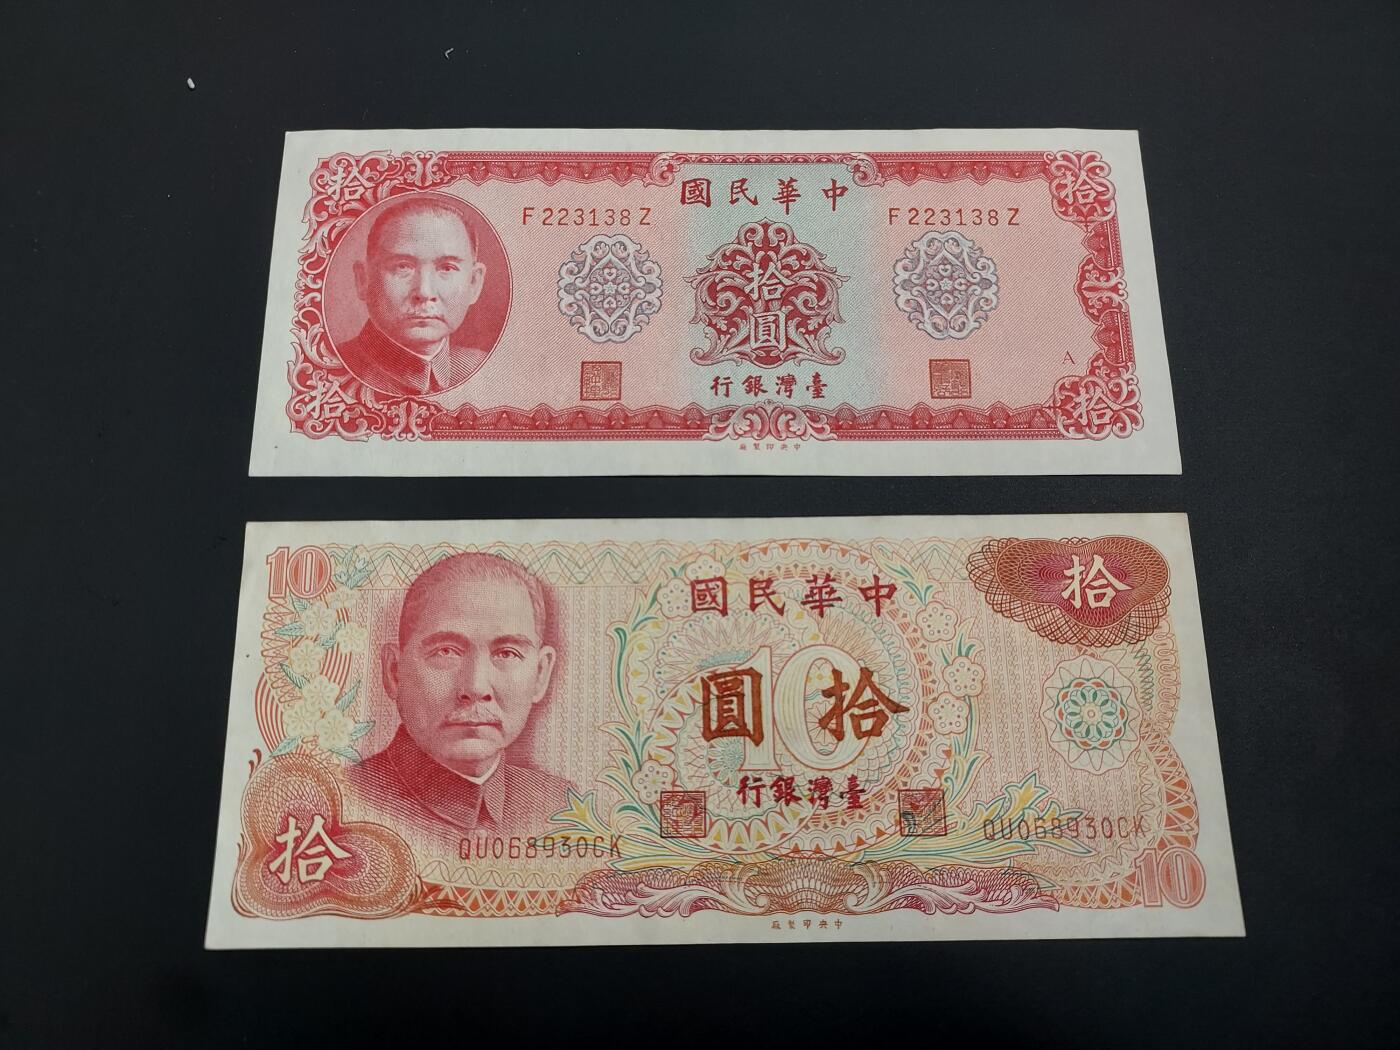 拾
拾
中華民國
F223138Z
F223138Z
拾圓
A
臺灣銀行
拾
拾
中央印製廠
10
拾
中華民國
10
拾圓
臺灣銀行
拾
QU068930CK
QU068930CK
10
中央印製廠